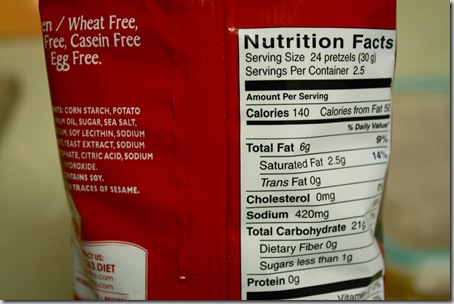 / Wheat Free,
Free, Casein Free
Egg Free.
CORN STARCH, POTATO
OIL, SUGAR, SEA SALT,
SOY LECITHIN, SODIUM
YEAST EXTRACT, SODIUM
CITRIC ACID, SODIUM
HYDROXIDE.
SOY.
TRACES OF SESAME.
US:
.DIET
Nutrition Facts
Serving Size 24 pretzels (30 g)
Servings Per Container 2.5
Amount Per Serving
Calories 140 Calories from Fat 50
% Daily Value*
Total Fat 6g 9%
Saturated Fat 2.5g 14%
Trans Fat 0g
Cholesterol 0mg
Sodium 420mg
Total Carbohydrate 21g
Dietary Fiber 0g
Sugars less than 1g
Protein 0g